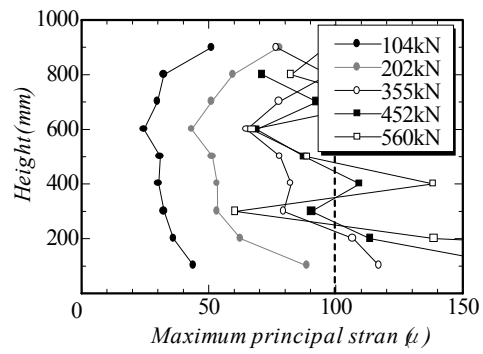 1000
800
600
400
200
0
Height (mm)
104kN
202kN
355kN
452kN
560kN
0 50 100 150
Maximum principal stran (μ)